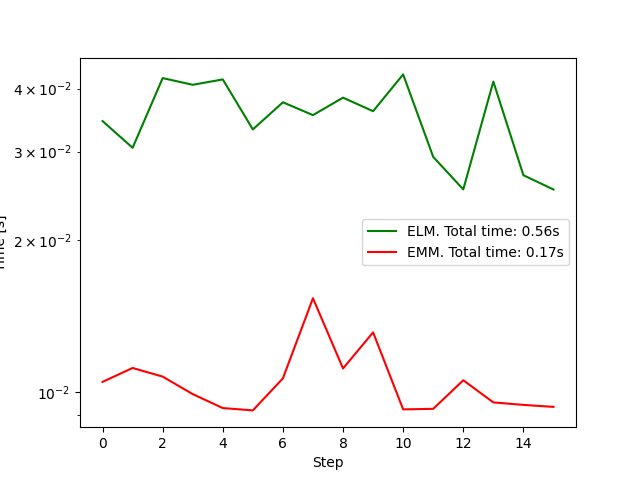 4 × 10⁻²
3 × 10⁻²
2 × 10⁻²
10⁻²
Time [s]
ELM. Total time: 0.56s
EMM. Total time: 0.17s
0 2 4 6 8 10 12 14
Step